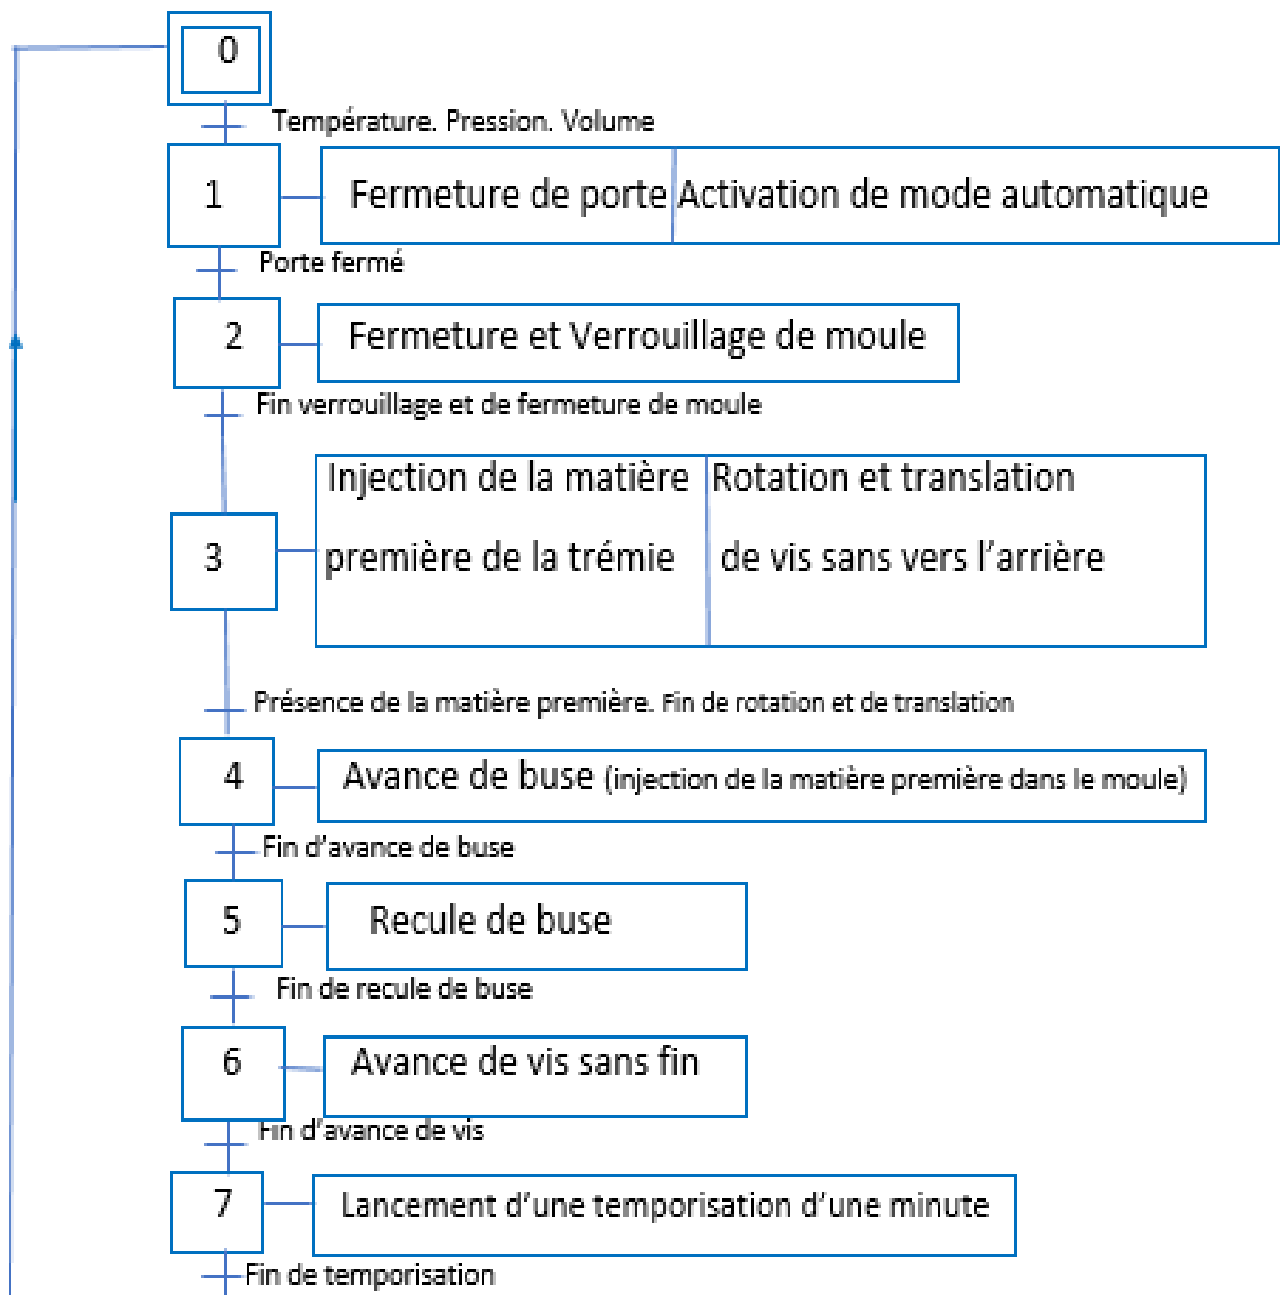 0
Température. Pression. Volume
1
Fermeture de porte Activation de mode automatique
Porte fermé
2
Fermeture et Verrouillage de moule
Fin verrouillage et de fermeture de moule
Injection de la matière Rotation et translation
3
première de la trémie de vis sans vers l'arrière
Présence de la matière première. Fin de rotation et de translation
4
Avance de buse (injection de la matière première dans le moule)
Fin d'avance de buse
5
Recule de buse
Fin de recule de buse
6
Avance de vis sans fin
Fin d'avance de vis
7
Lancement d'une temporisation d'une minute
Fin de temporisation